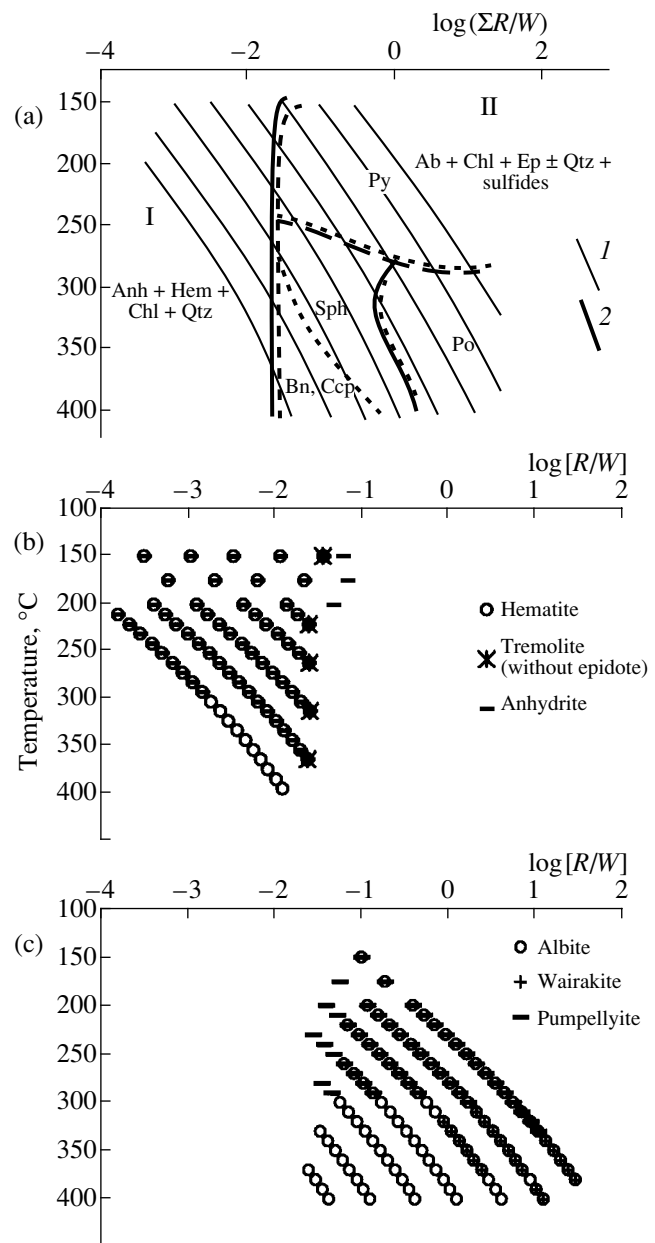 log(ΣR/W)
−4 −2 0 2
(a)
150
200
250
300
350
400
I
II
Ab + Chl + Ep ± Qtz +
sulfides
Py
Anh + Hem +
Chl + Qtz
Sph
Po
Bn, Ccp
1
2
log[R/W]
−4 −3 −2 −1 0 1 2
(b)
100
150
200
250
300
350
400
Temperature, °C
Hematite
Tremolite
(without epidote)
Anhydrite
log[R/W]
−4 −3 −2 −1 0 1 2
(c)
100
150
200
250
300
350
400
Albite
Wairakite
Pumpellyite